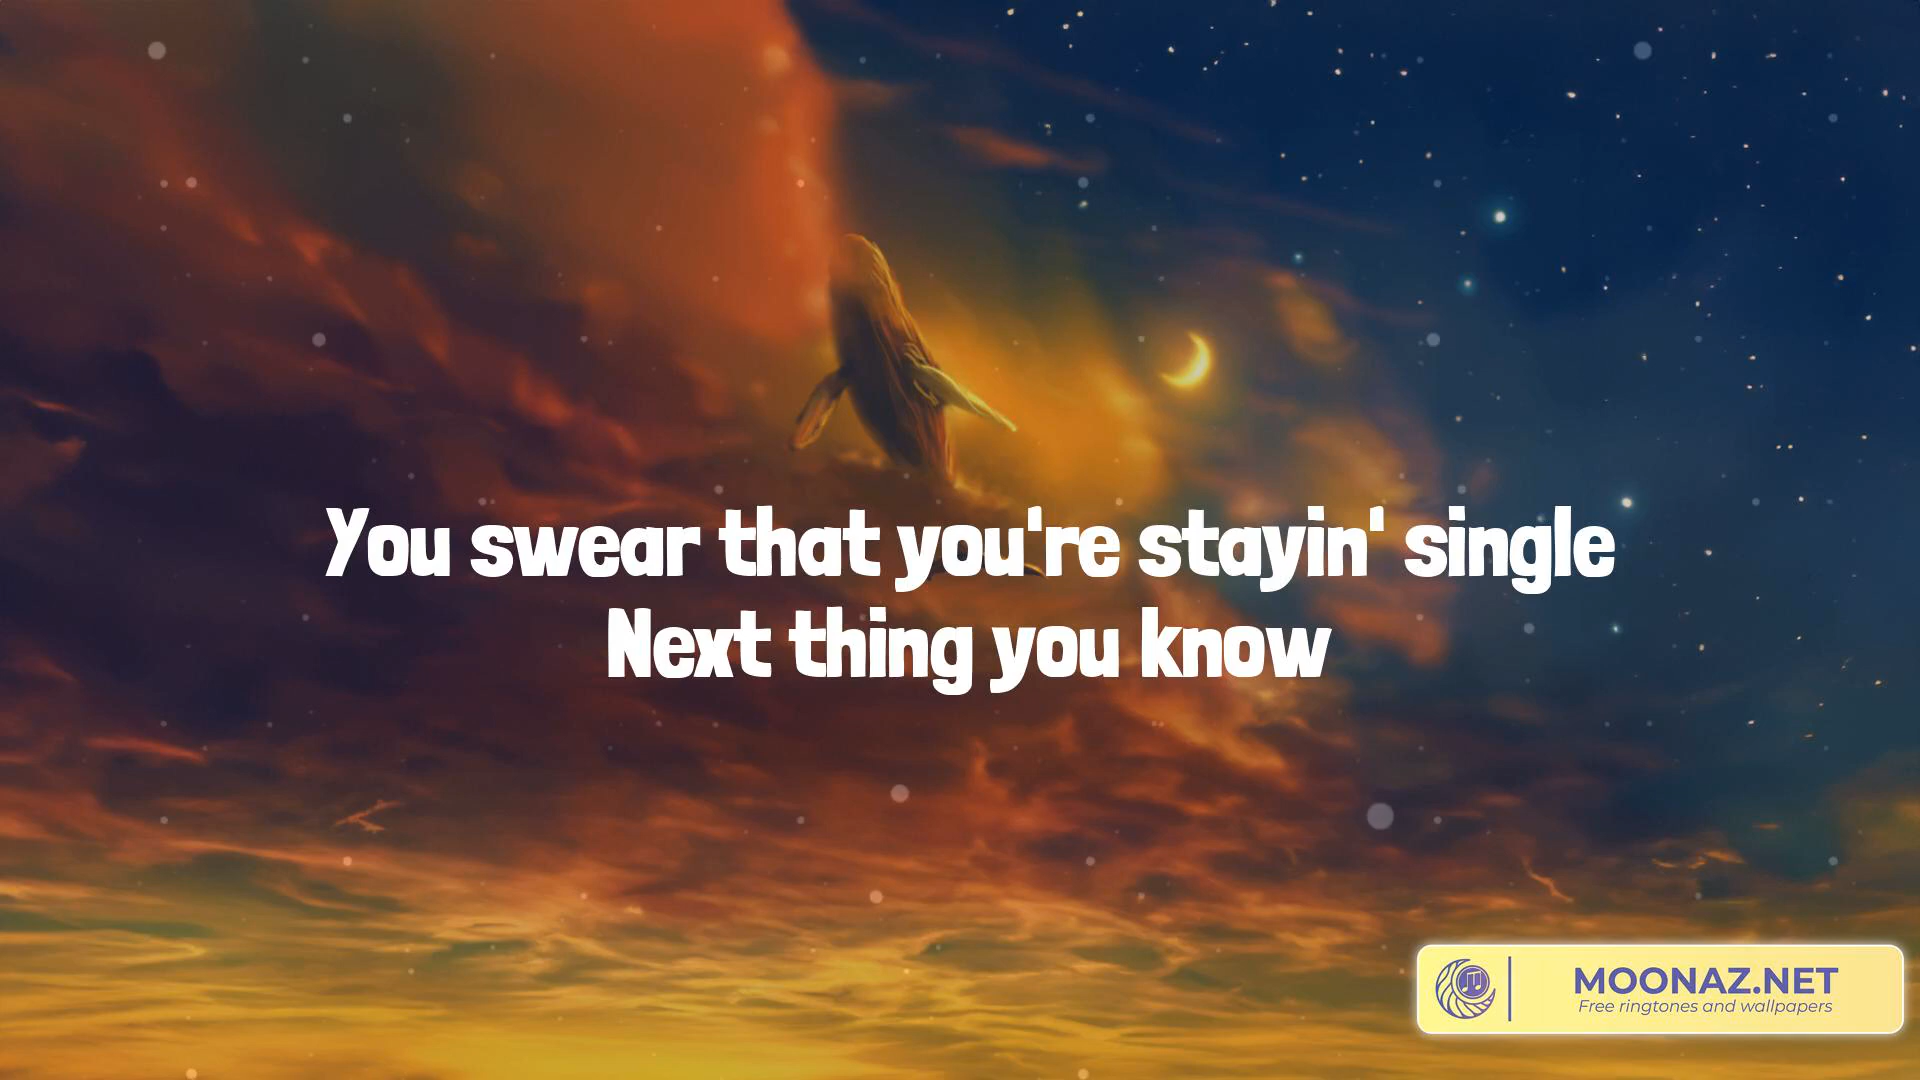 You swear that you're stayin' single
Next thing you know
MOONAZ.NET
Free ringtones and wallpapers